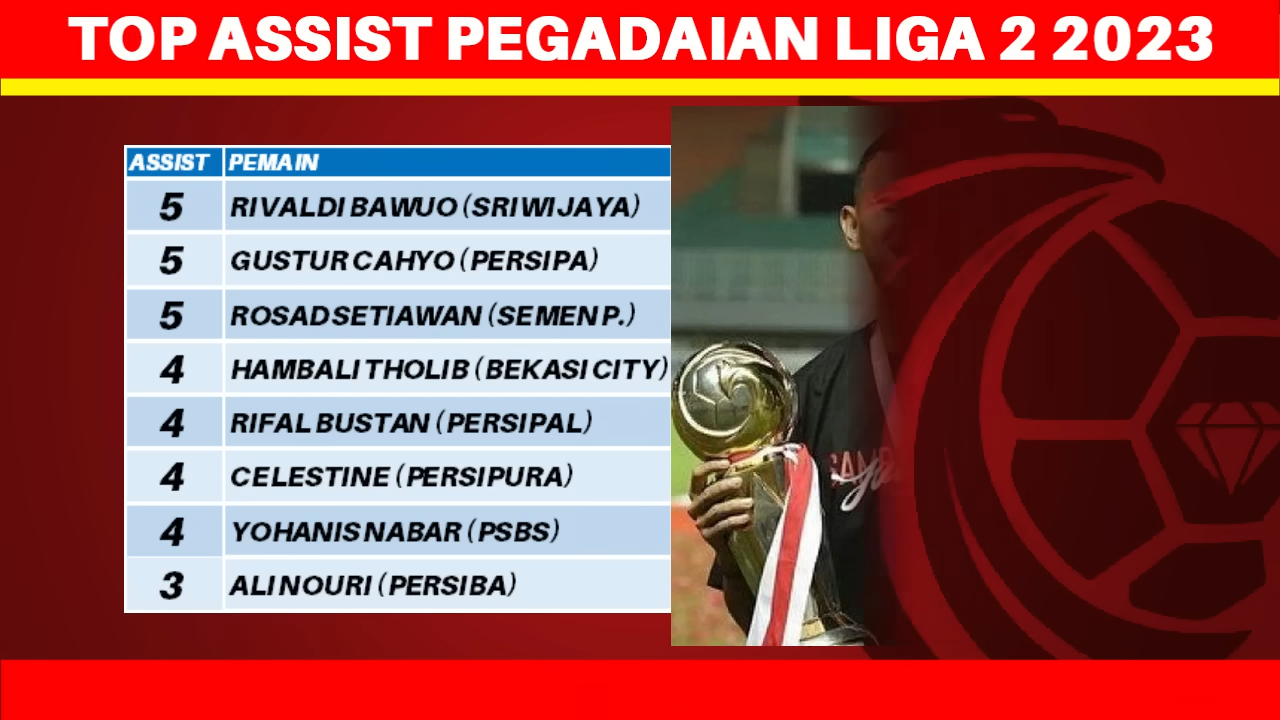 TOP ASSIST PEGADAIAN LIGA 2 2023
ASSIST PEMAIN
5 RIVALDI BAWUO (SRIWIJAYA)
5 GUSTUR CAHYO (PERSIPA)
5 ROSAD SETIAWAN (SEMEN P.)
4 HAMBALI THOLIB (BEKASI CITY)
4 RIFAL BUSTAN (PERSIPAL)
4 CELESTINE (PERSIPURA)
4 YOHANIS NABAR (PSBS)
3 ALI NOURI (PERSIBA)